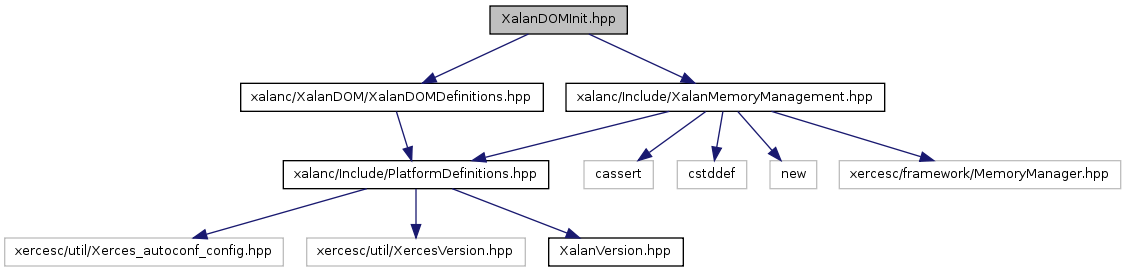 XalanDOMInit.hpp
xalanc/XalanDOM/XalanDOMDefinitions.hpp
xalanc/Include/XalanMemoryManagement.hpp
xalanc/Include/PlatformDefinitions.hpp
cassert
cstddef
new
xercesc/framework/MemoryManager.hpp
xercesc/util/Xerces_autoconf_config.hpp
xercesc/util/XercesVersion.hpp
XalanVersion.hpp